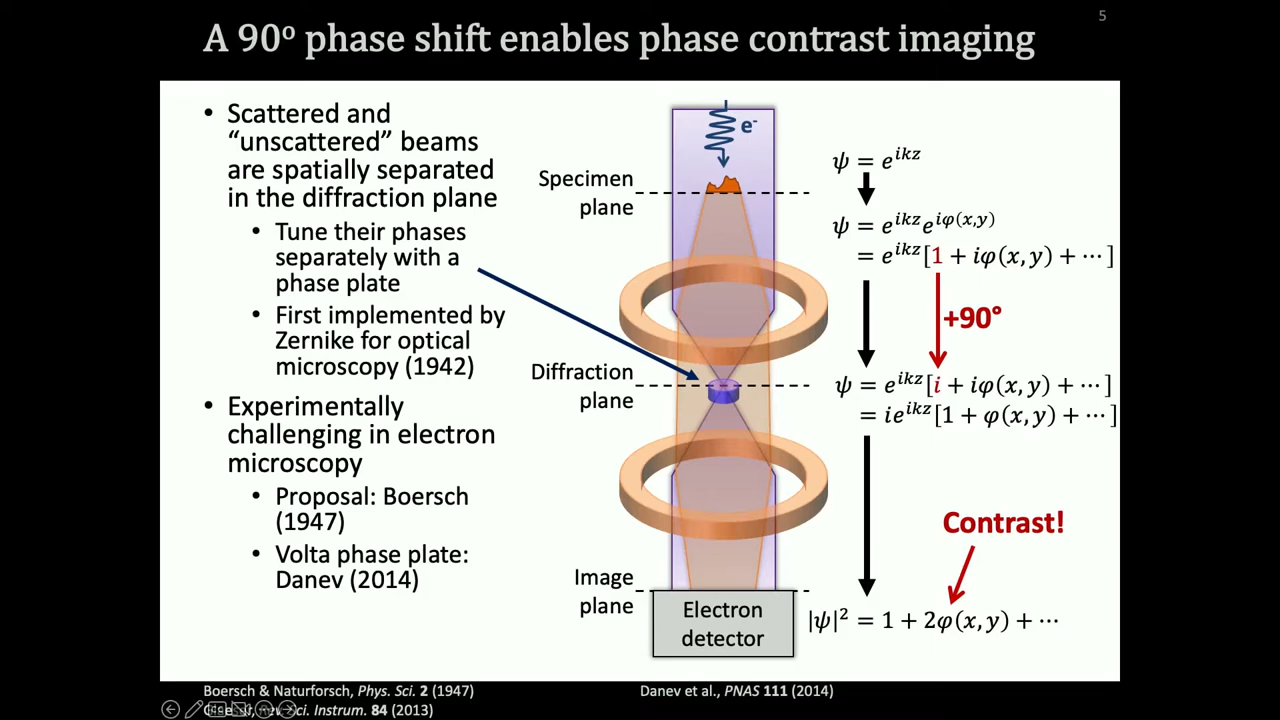 5
A 90° phase shift enables phase contrast imaging
• Scattered and
“unscattered” beams
are spatially separated
in the diffraction plane
• Tune their phases
separately with a
phase plate
• First implemented by
Zernike for optical
microscopy (1942)
• Experimentally
challenging in electron
microscopy
• Proposal: Boersch
(1947)
• Volta phase plate:
Danev (2014)
e⁻
Specimen
plane
Diffraction
plane
Image
plane
Electron
detector
ψ = e^{ikz}
ψ = e^{ikz}e^{iφ(x,y)}
= e^{ikz}[1 + iφ(x, y) + ⋯]
+90°
ψ = e^{ikz}[i + iφ(x, y) + ⋯]
= ie^{ikz}[1 + φ(x, y) + ⋯]
Contrast!
|ψ|² = 1 + 2φ(x, y) + ⋯
Boersch & Naturforsch, Phys. Sci. 2 (1947)
Sci. Instrum. 84 (2013)
Danev et al., PNAS 111 (2014)